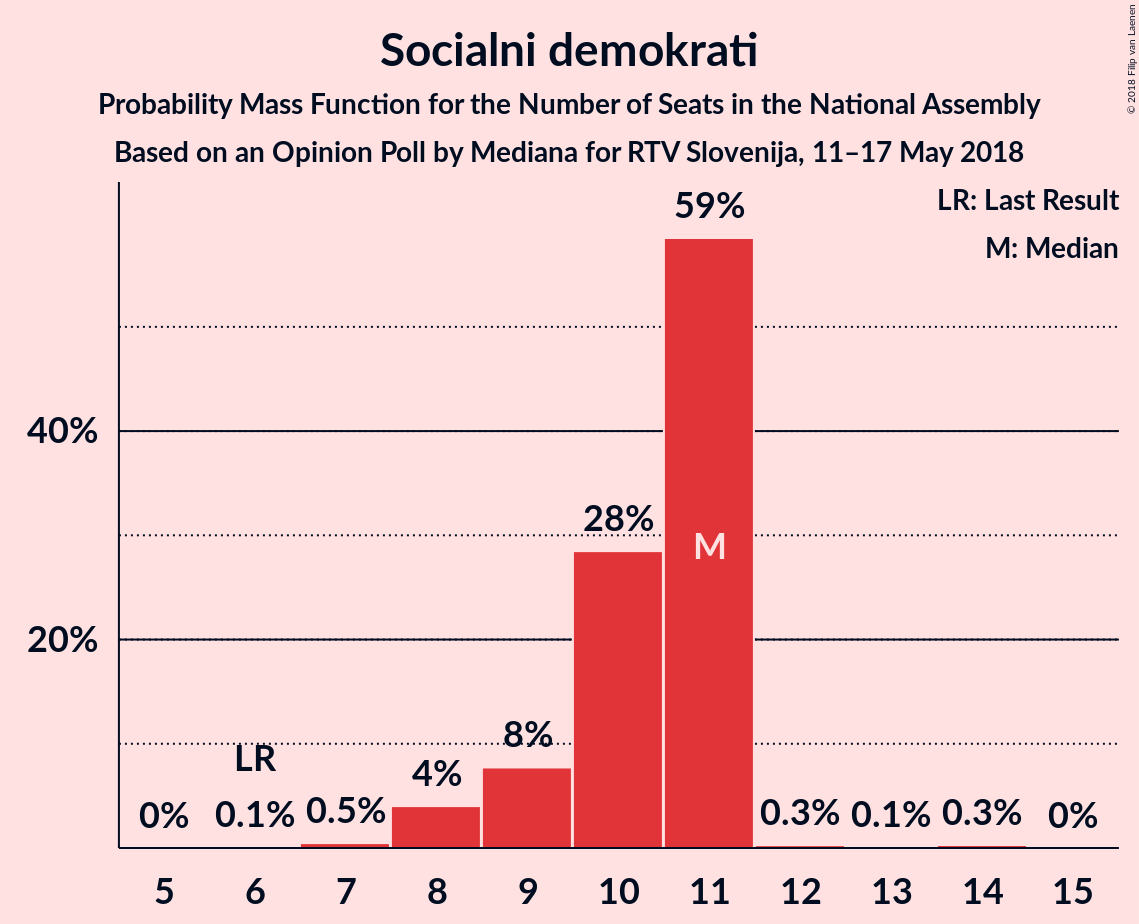 Socialni demokrati
Probability Mass Function for the Number of Seats in the National Assembly
Based on an Opinion Poll by Mediana for RTV Slovenija, 11–17 May 2018
© 2018 Filip van Laenen
LR: Last Result
M: Median
59%
40%
28%
M
20%
8%
LR
4%
0% 0.1% 0.5% 0.3% 0.1% 0.3% 0%
5 6 7 8 9 10 11 12 13 14 15